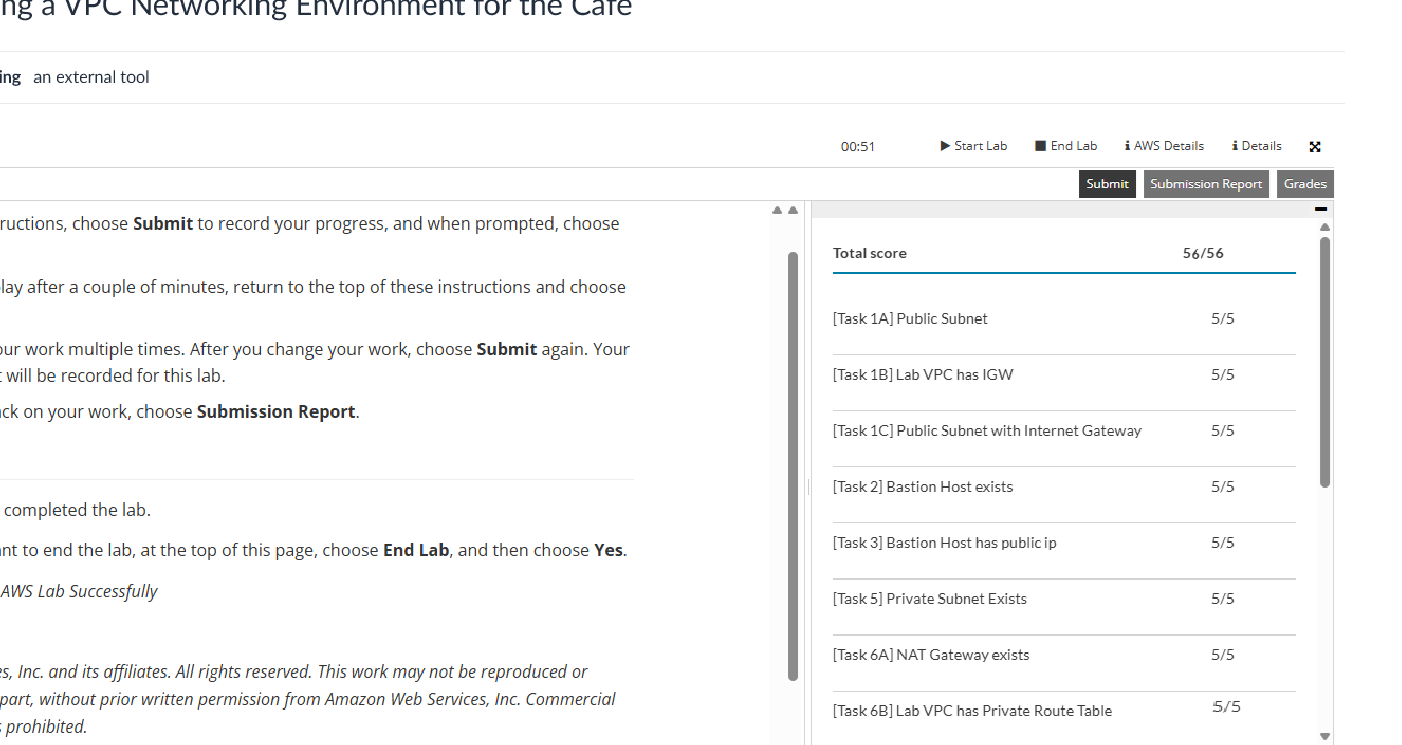 ng a VPC Networking Environment for the Café
ing an external tool
00:51 Start Lab End Lab AWS Details Details
Submit Submission Report Grades
ructions, choose Submit to record your progress, and when prompted, choose
lay after a couple of minutes, return to the top of these instructions and choose
our work multiple times. After you change your work, choose Submit again. Your
t will be recorded for this lab.
ack on your work, choose Submission Report.
completed the lab.
nt to end the lab, at the top of this page, choose End Lab, and then choose Yes.
AWS Lab Successfully
es, Inc. and its affiliates. All rights reserved. This work may not be reproduced or
part, without prior written permission from Amazon Web Services, Inc. Commercial
s prohibited.
Total score 56/56
[Task 1A] Public Subnet 5/5
[Task 1B] Lab VPC has IGW 5/5
[Task 1C] Public Subnet with Internet Gateway 5/5
[Task 2] Bastion Host exists 5/5
[Task 3] Bastion Host has public ip 5/5
[Task 5] Private Subnet Exists 5/5
[Task 6A] NAT Gateway exists 5/5
[Task 6B] Lab VPC has Private Route Table 5/5